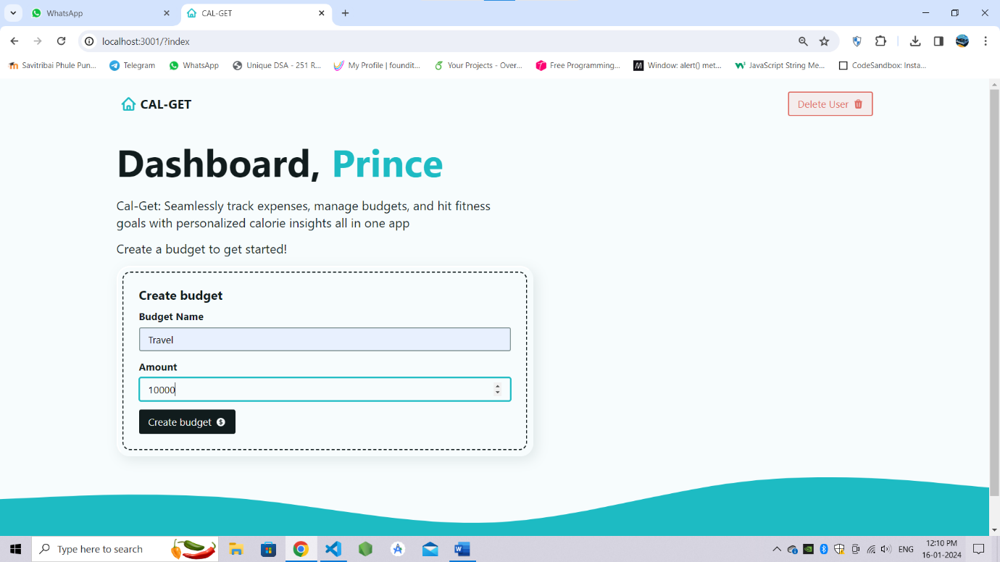 WhatsApp
CAL-GET
localhost:3001/?index
Savitribai Phule Pun...
Telegram
WhatsApp
Unique DSA - 251 R...
My Profile | foundit...
Your Projects - Over...
Free Programming...
Window: alert() met...
JavaScript String Me...
CodeSandbox: Insta...
CAL-GET
Delete User
Dashboard, Prince
Cal-Get: Seamlessly track expenses, manage budgets, and hit fitness
goals with personalized calorie insights all in one app
Create a budget to get started!
Create budget
Budget Name
Travel
Amount
10000
Create budget
Type here to search
ENG
12:10 PM
16-01-2024